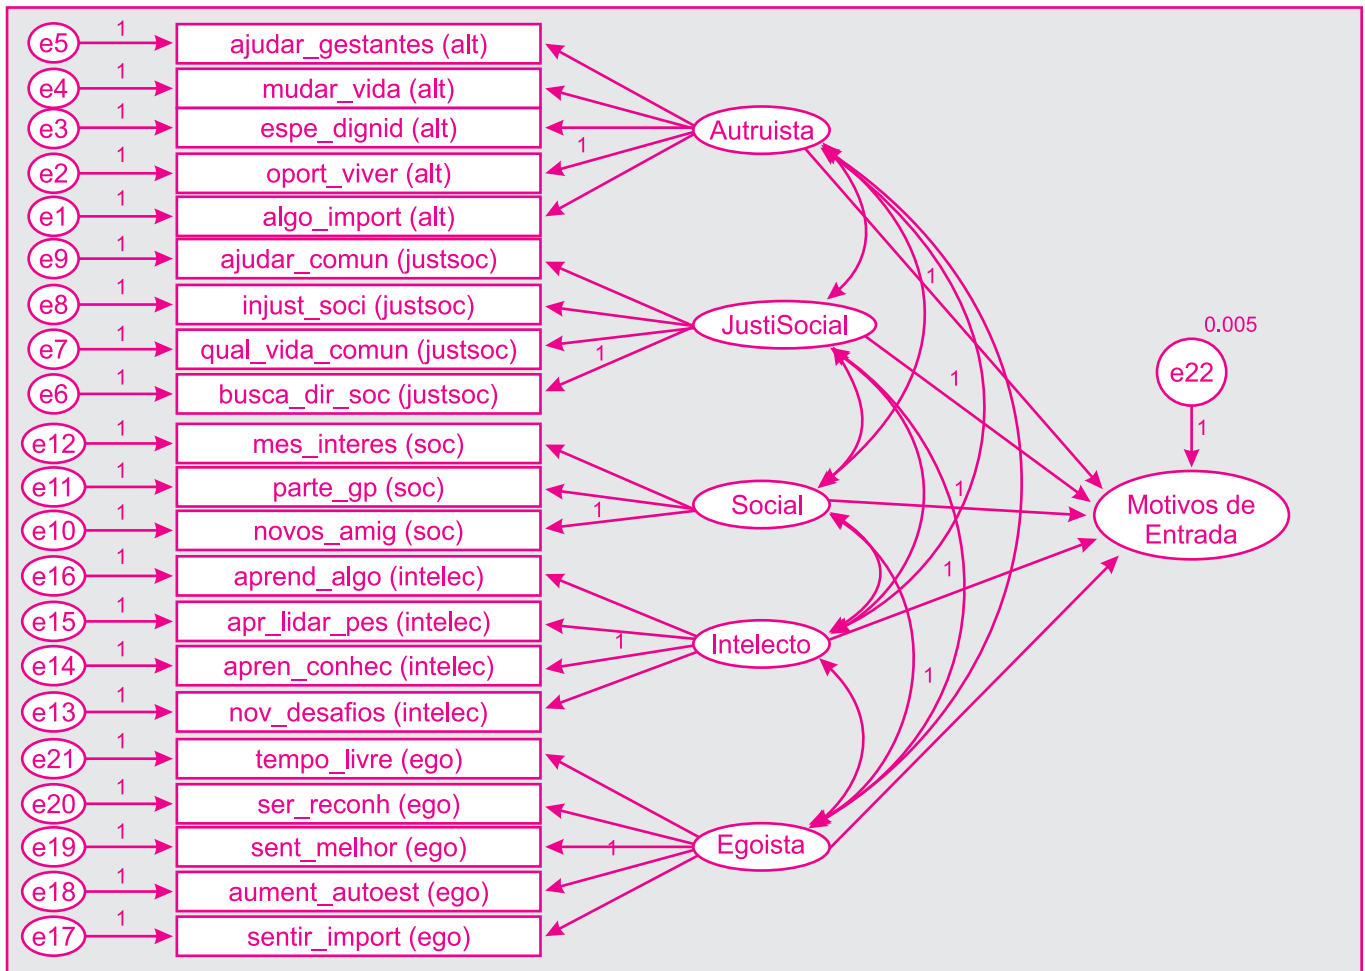 e5 1 ajudar_gestantes (alt)
e4 1 mudar_vida (alt)
e3 1 espe_dignid (alt)
e2 1 oport_viver (alt)
e1 1 algo_import (alt)
e9 1 ajudar_comun (justsoc)
e8 1 injust_soci (justsoc)
e7 1 qual_vida_comun (justsoc)
e6 1 busca_dir_soc (justsoc)
e12 1 mes_interes (soc)
e11 1 parte_gp (soc)
e10 1 novos_amig (soc)
e16 1 aprend_algo (intelec)
e15 1 apr_lidar_pes (intelec)
e14 1 apren_conhec (intelec)
e13 1 nov_desafios (intelec)
e21 1 tempo_livre (ego)
e20 1 ser_reconh (ego)
e19 1 sent_melhor (ego)
e18 1 aument_autoest (ego)
e17 1 sentir_import (ego)
1
1
1
1
1
Autruista
JustiSocial
Social
Intelecto
Egoista
1
1
1
1
1
0.005
e22
1
Motivos de
Entrada